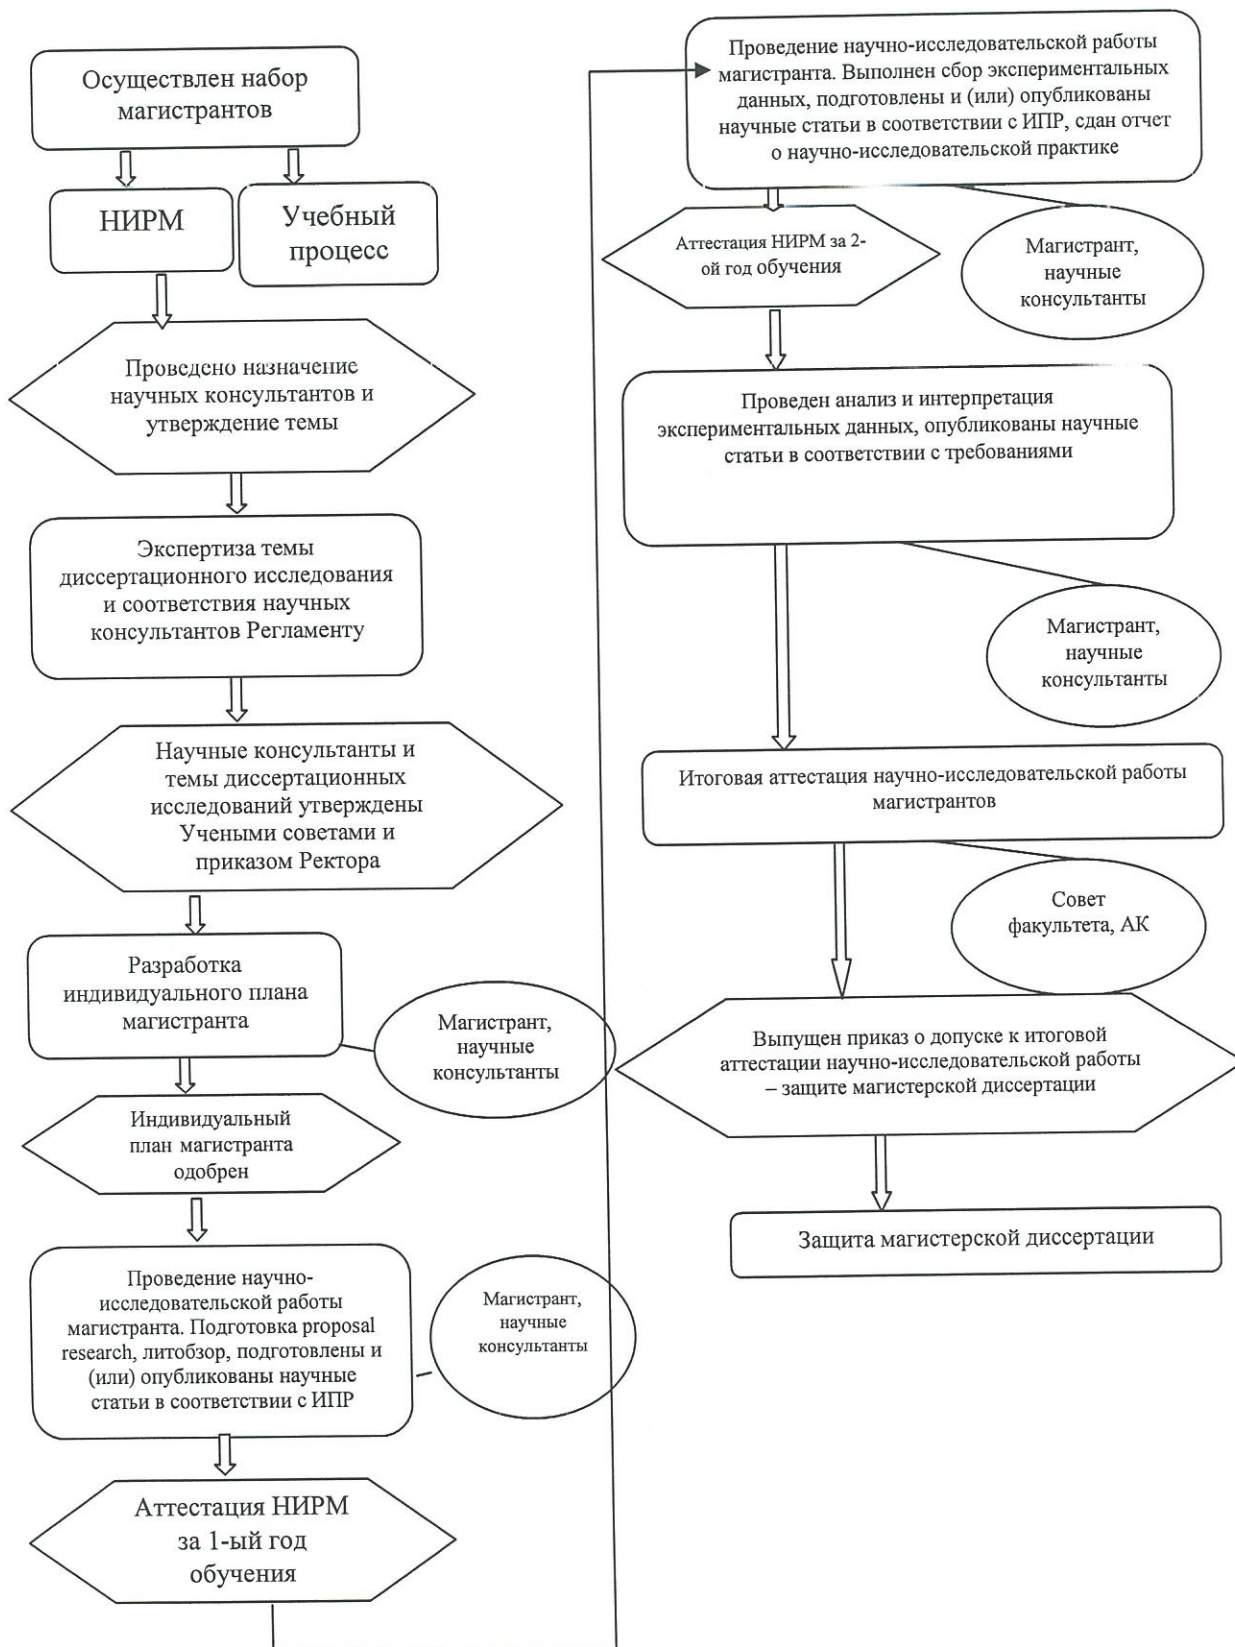 Осуществлен набор
магистрантов
НИРМ
Учебный
процесс
Проведено назначение
научных консультантов и
утверждение темы
Экспертиза темы
диссертационного исследования
и соответствия научных
консультантов Регламенту
Научные консультанты и
темы диссертационных
исследований утверждены
Учеными советами и
приказом Ректора
Разработка
индивидуального плана
магистранта
Магистрант,
научные
консультанты
Индивидуальный
план магистранта
одобрен
Проведение научно-
исследовательской работы
магистранта. Подготовка proposal
research, литобзор, подготовлены и
(или) опубликованы научные
статьи в соответствии с ИПР
Магистрант,
научные
консультанты
Аттестация НИРМ
за 1-ый год
обучения
Проведение научно-исследовательской работы
магистранта. Выполнен сбор экспериментальных
данных, подготовлены и (или) опубликованы
научные статьи в соответствии с ИПР, сдан отчет
о научно-исследовательской практике
Аттестация НИРМ за 2-
ой год обучения
Магистрант,
научные
консультанты
Проведен анализ и интерпретация
экспериментальных данных, опубликованы научные
статьи в соответствии с требованиями
Магистрант,
научные
консультанты
Итоговая аттестация научно-исследовательской работы
магистрантов
Совет
факультета, АК
Выпущен приказ о допуске к итоговой
аттестации научно-исследовательской работы
– защите магистерской диссертации
Защита магистерской диссертации